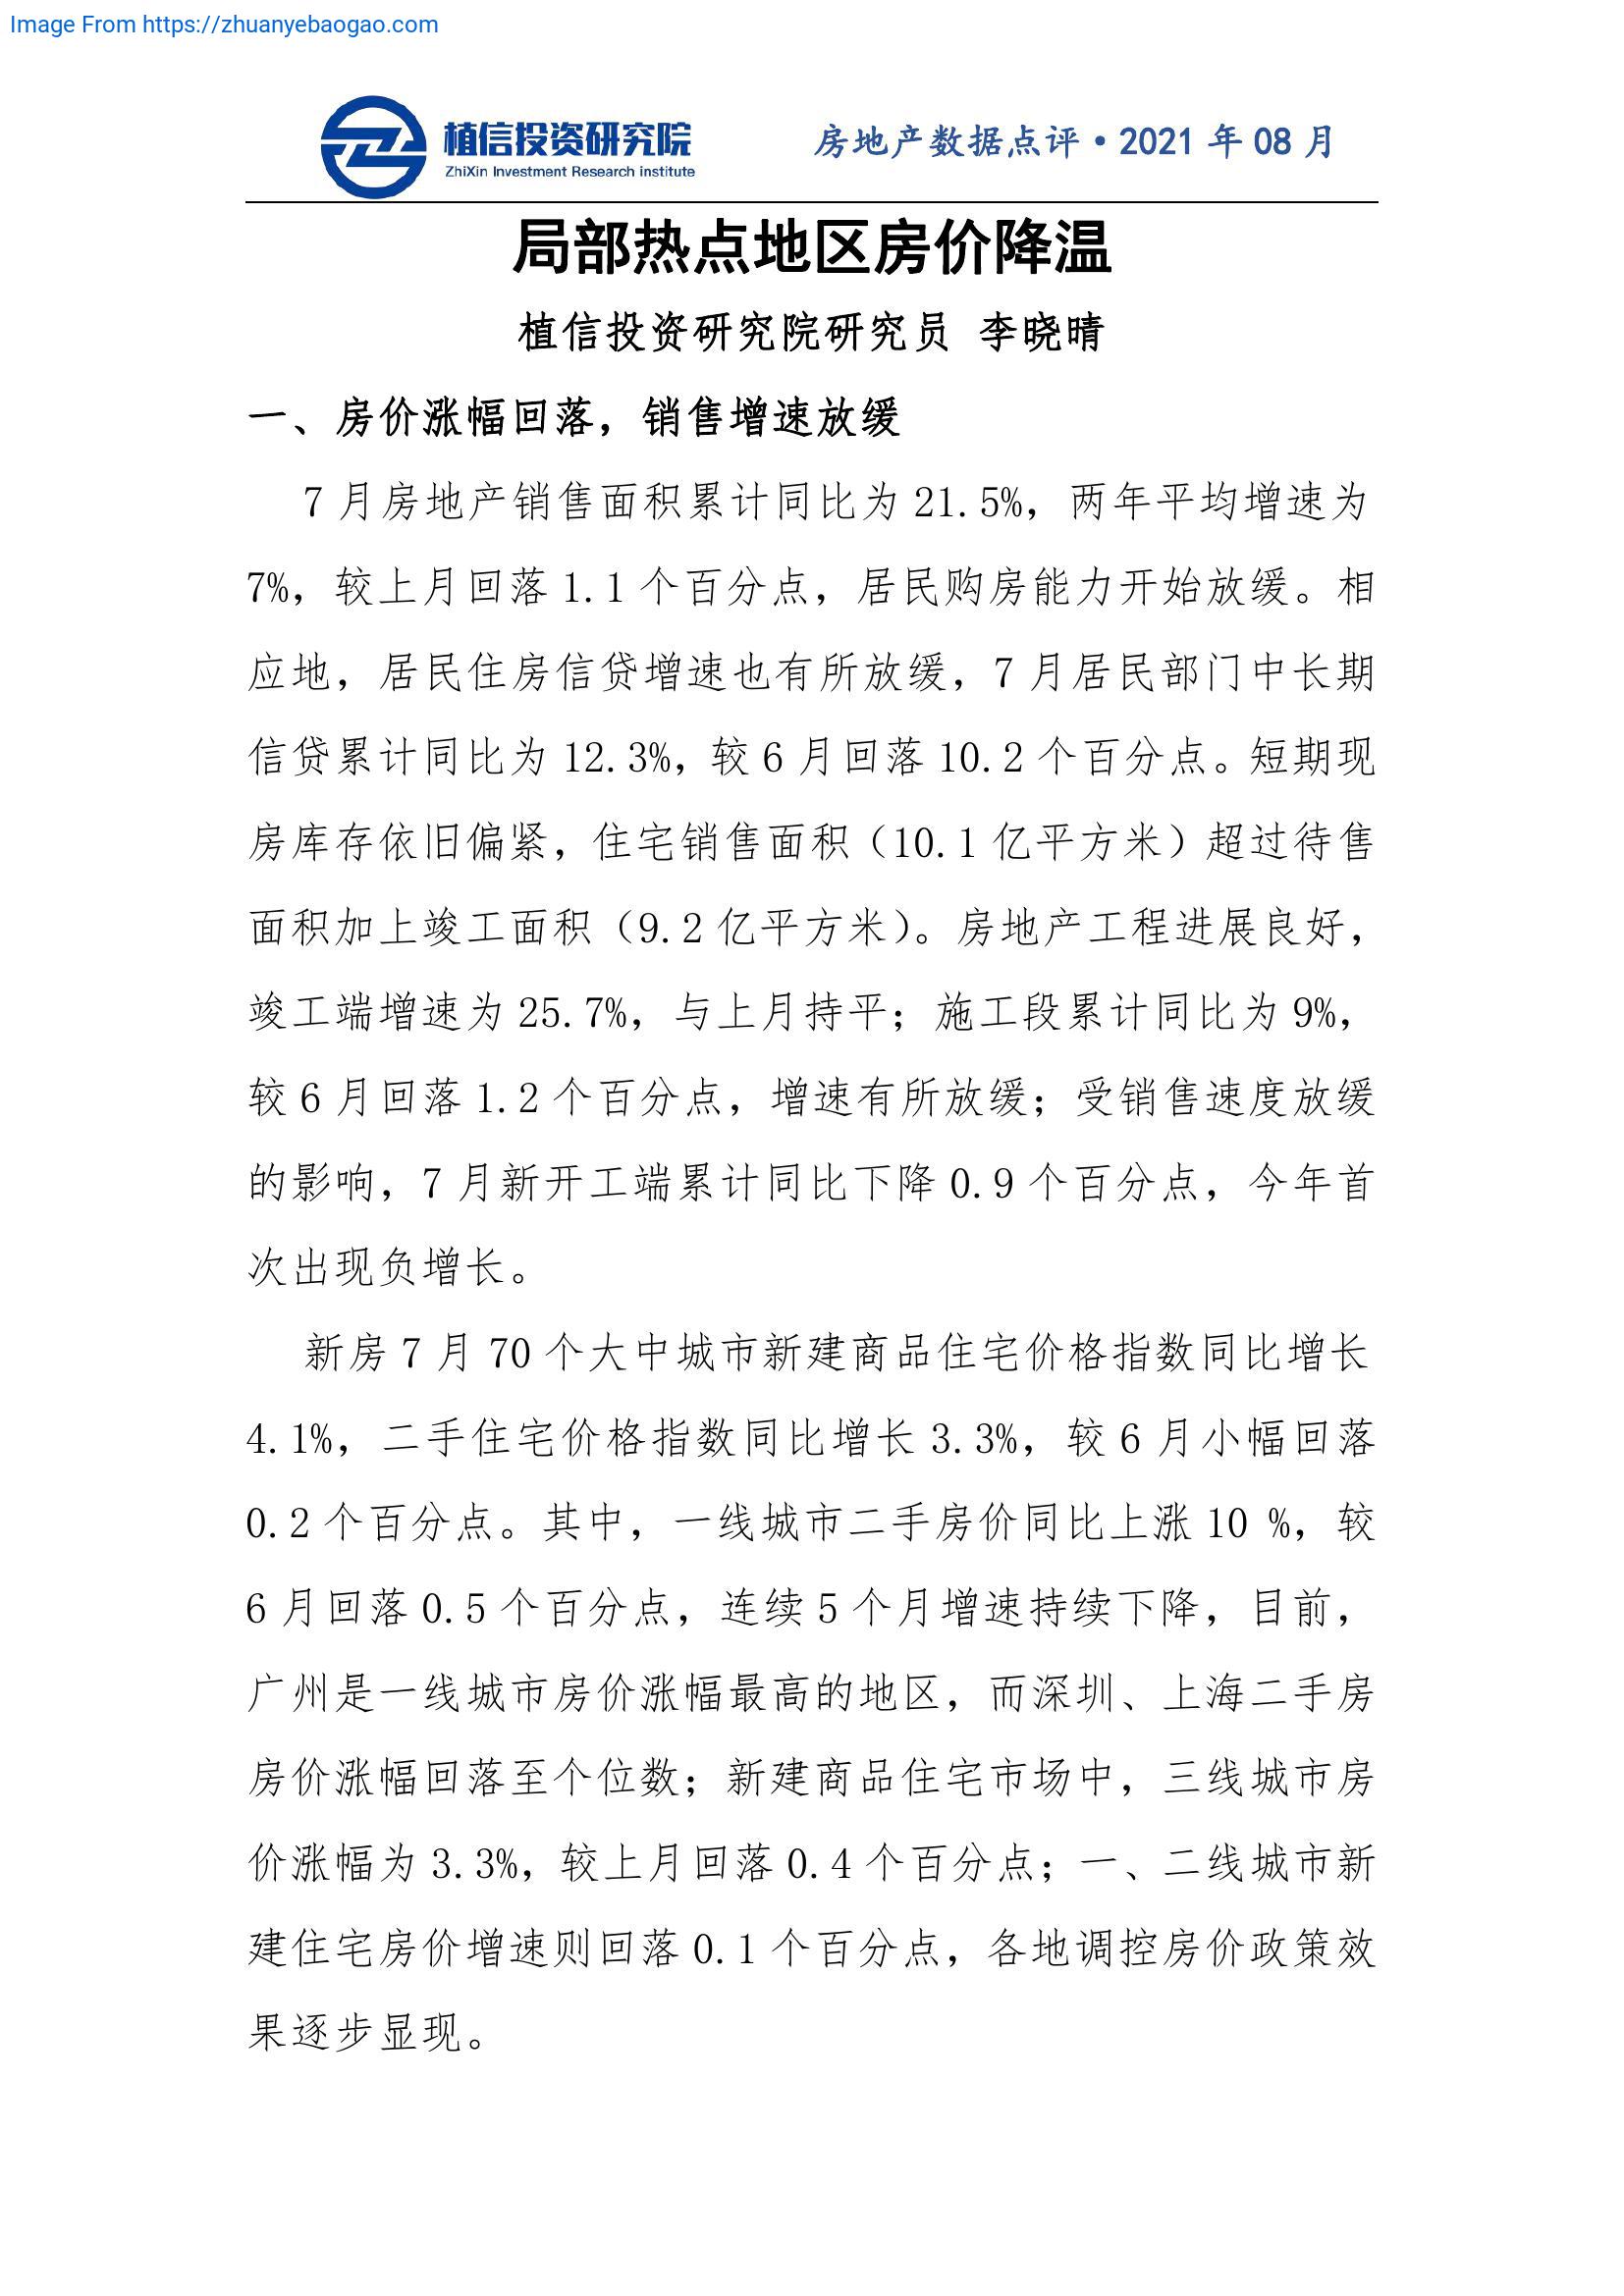 Image From https://zhuanyebaogao.com
植信投资研究院
ZhiXin Investment Research institute
房地产数据点评·2021 年 08 月
局部热点地区房价降温
植信投资研究院研究员 李晓晴
一、房价涨幅回落，销售增速放缓
7 月房地产销售面积累计同比为 21.5%，两年平均增速为
7%，较上月回落 1.1 个百分点，居民购房能力开始放缓。相
应地，居民住房信贷增速也有所放缓，7 月居民部门中长期
信贷累计同比为 12.3%，较 6 月回落 10.2 个百分点。短期现
房库存依旧偏紧，住宅销售面积（10.1 亿平方米）超过待售
面积加上竣工面积（9.2 亿平方米）。房地产工程进展良好，
竣工端增速为 25.7%，与上月持平；施工段累计同比为 9%，
较 6 月回落 1.2 个百分点，增速有所放缓；受销售速度放缓
的影响，7 月新开工端累计同比下降 0.9 个百分点，今年首
次出现负增长。
新房 7 月 70 个大中城市新建商品住宅价格指数同比增长
4.1%，二手住宅价格指数同比增长 3.3%，较 6 月小幅回落
0.2 个百分点。其中，一线城市二手房价同比上涨 10 %，较
6 月回落 0.5 个百分点，连续 5 个月增速持续下降，目前，
广州是一线城市房价涨幅最高的地区，而深圳、上海二手房
房价涨幅回落至个位数；新建商品住宅市场中，三线城市房
价涨幅为 3.3%，较上月回落 0.4 个百分点；一、二线城市新
建住宅房价增速则回落 0.1 个百分点，各地调控房价政策效
果逐步显现。